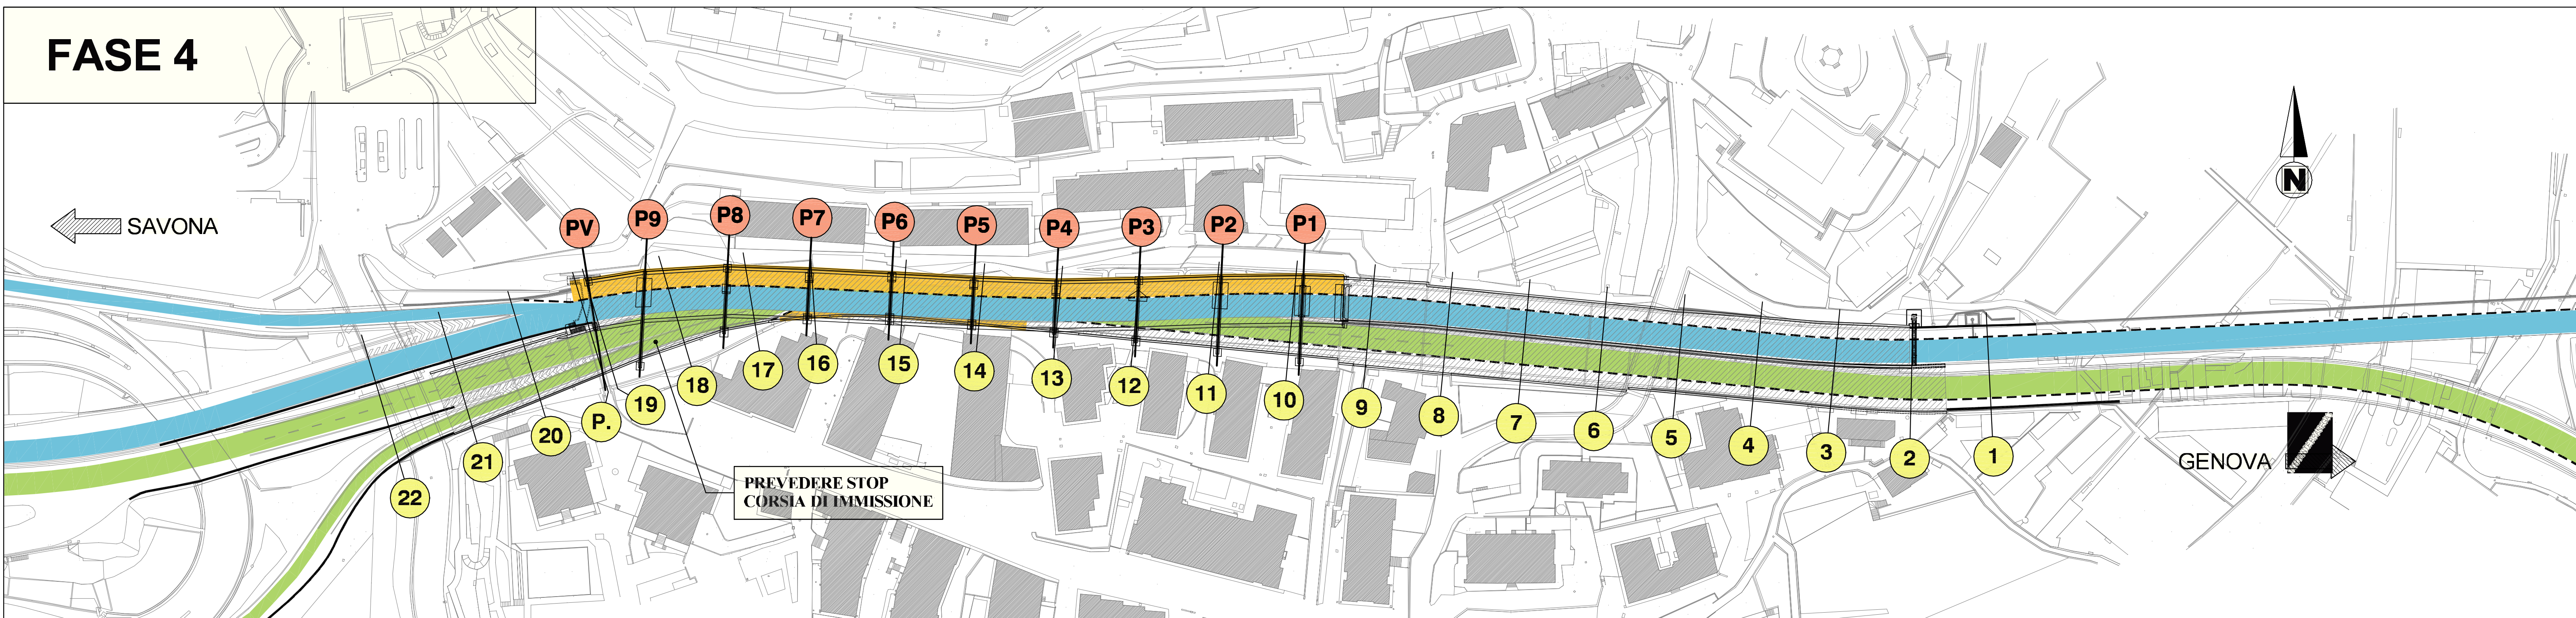 FASE 4
N
SAVONA
PV
P9
P8
P7
P6
P5
P4
P3
P2
P1
22
21
20
P.
19
18
17
16
15
14
13
12
11
10
9
8
7
6
5
4
3
2
1
GENOVA
PREVEDERE STOP
CORSIA DI IMMISSIONE